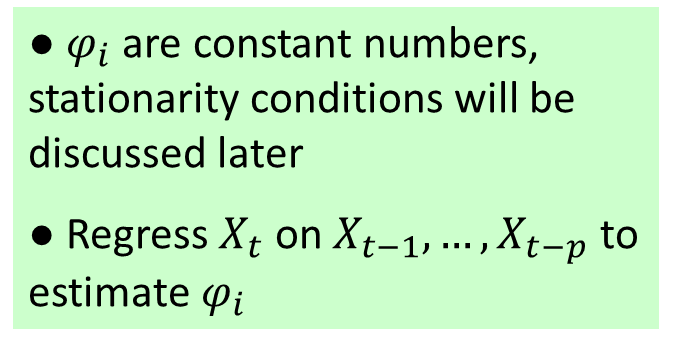 ● 𝜑ᵢ are constant numbers,
stationarity conditions will be
discussed later
● Regress 𝑋ₜ on 𝑋ₜ₋₁, … , 𝑋ₜ₋ₚ to
estimate 𝜑ᵢ